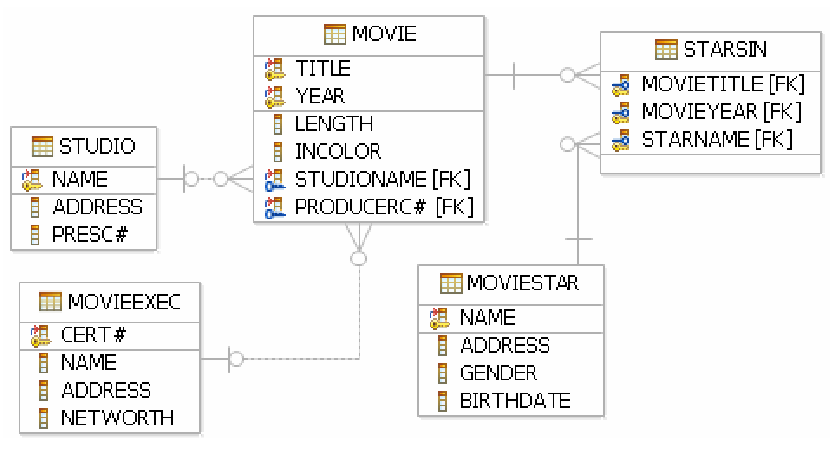 MOVIE
TITLE
YEAR
LENGTH
INCOLOR
STUDIONAME [FK]
PRODUCERC# [FK]
STARSIN
MOVIETITLE [FK]
MOVIEYEAR [FK]
STARNAME [FK]
STUDIO
NAME
ADDRESS
PRESC#
MOVIEEXEC
CERT#
NAME
ADDRESS
NETWORTH
MOVIESTAR
NAME
ADDRESS
GENDER
BIRTHDATE